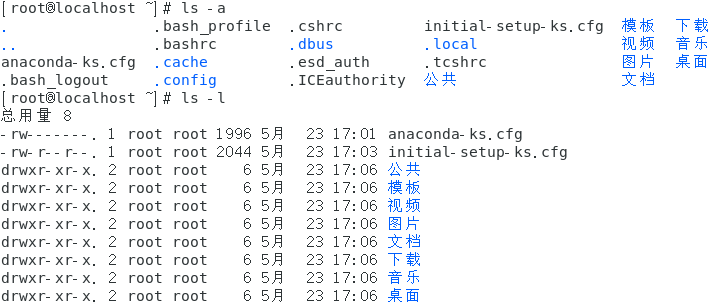 [root@localhost ~]# ls -a
.                .bash_profile  .cshrc         initial-setup-ks.cfg  模板  下载
..               .bashrc        .dbus          .local                视频  音乐
anaconda-ks.cfg  .cache         .esd_auth      .tcshrc               图片  桌面
.bash_logout     .config        .ICEauthority  公共                  文档
[root@localhost ~]# ls -l
总用量 8
-rw-------. 1 root root 1996 5月  23 17:01 anaconda-ks.cfg
-rw-r--r--. 1 root root 2044 5月  23 17:03 initial-setup-ks.cfg
drwxr-xr-x. 2 root root    6 5月  23 17:06 公共
drwxr-xr-x. 2 root root    6 5月  23 17:06 模板
drwxr-xr-x. 2 root root    6 5月  23 17:06 视频
drwxr-xr-x. 2 root root    6 5月  23 17:06 图片
drwxr-xr-x. 2 root root    6 5月  23 17:06 文档
drwxr-xr-x. 2 root root    6 5月  23 17:06 下载
drwxr-xr-x. 2 root root    6 5月  23 17:06 音乐
drwxr-xr-x. 2 root root    6 5月  23 17:06 桌面